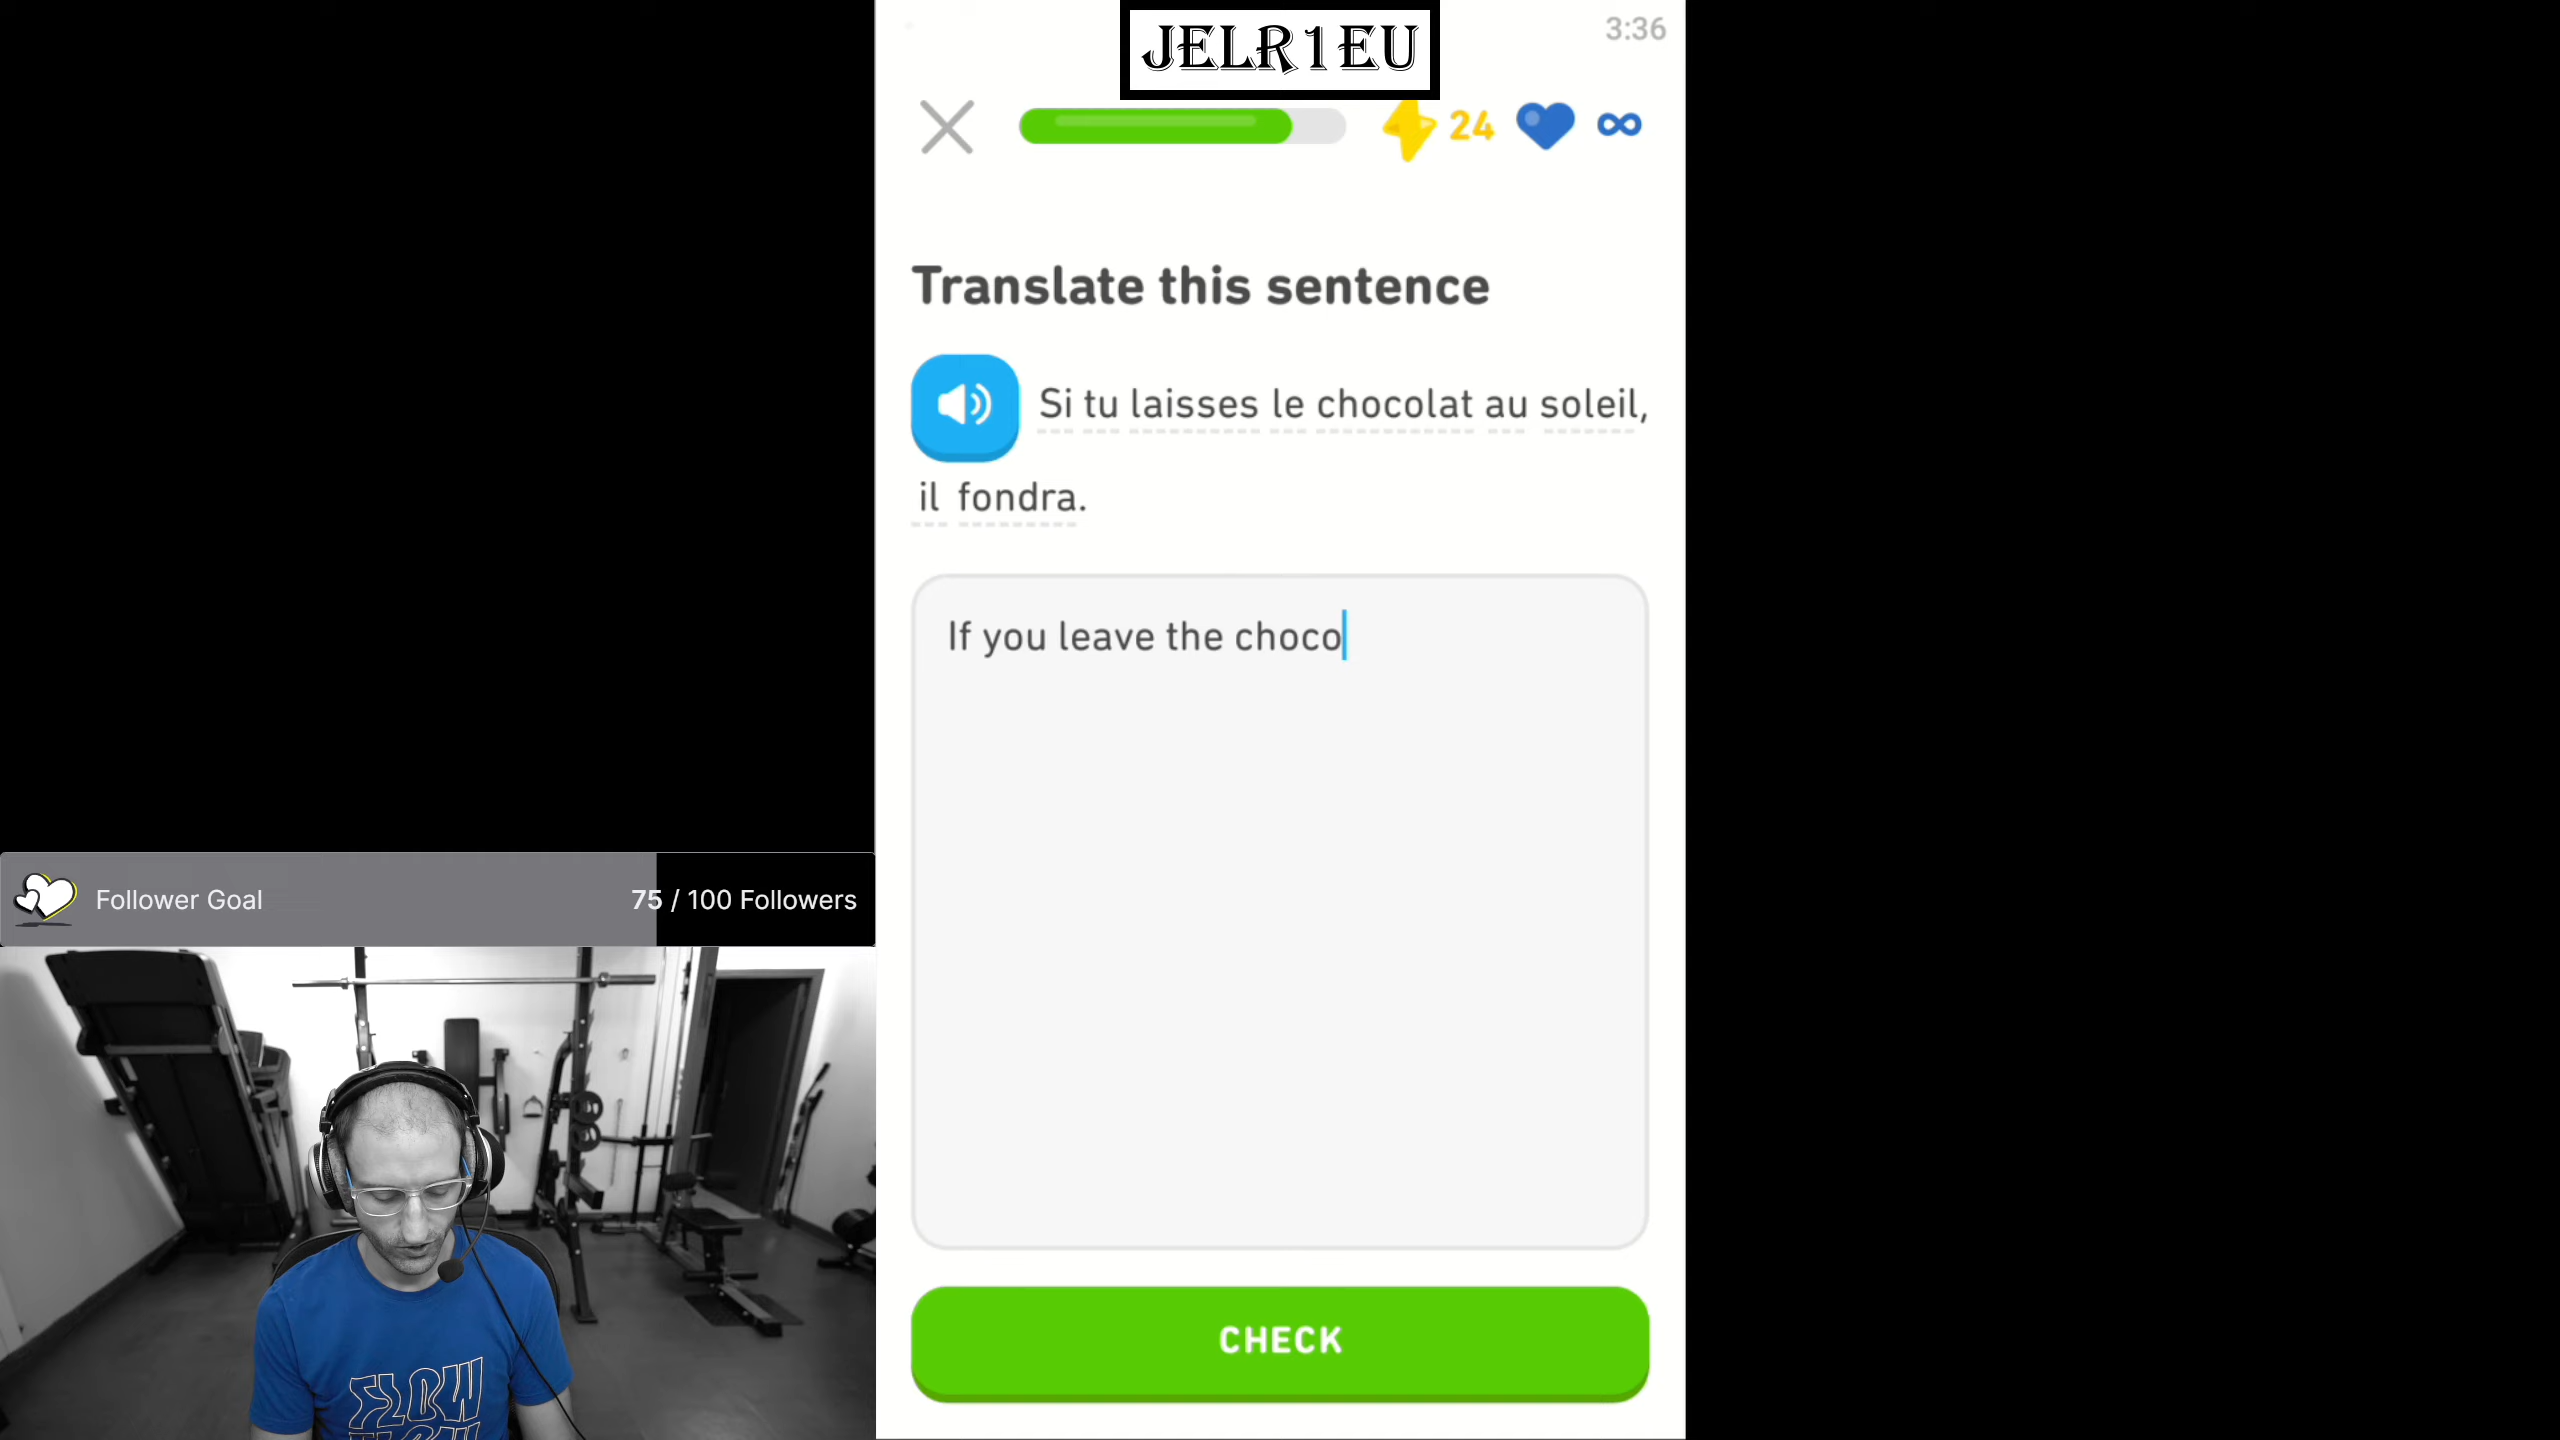 JELR1EU
3:36
24
Translate this sentence
Si tu laisses le chocolat au soleil,
il fondra.
If you leave the choco
CHECK
Follower Goal
75 / 100 Followers
FLOW